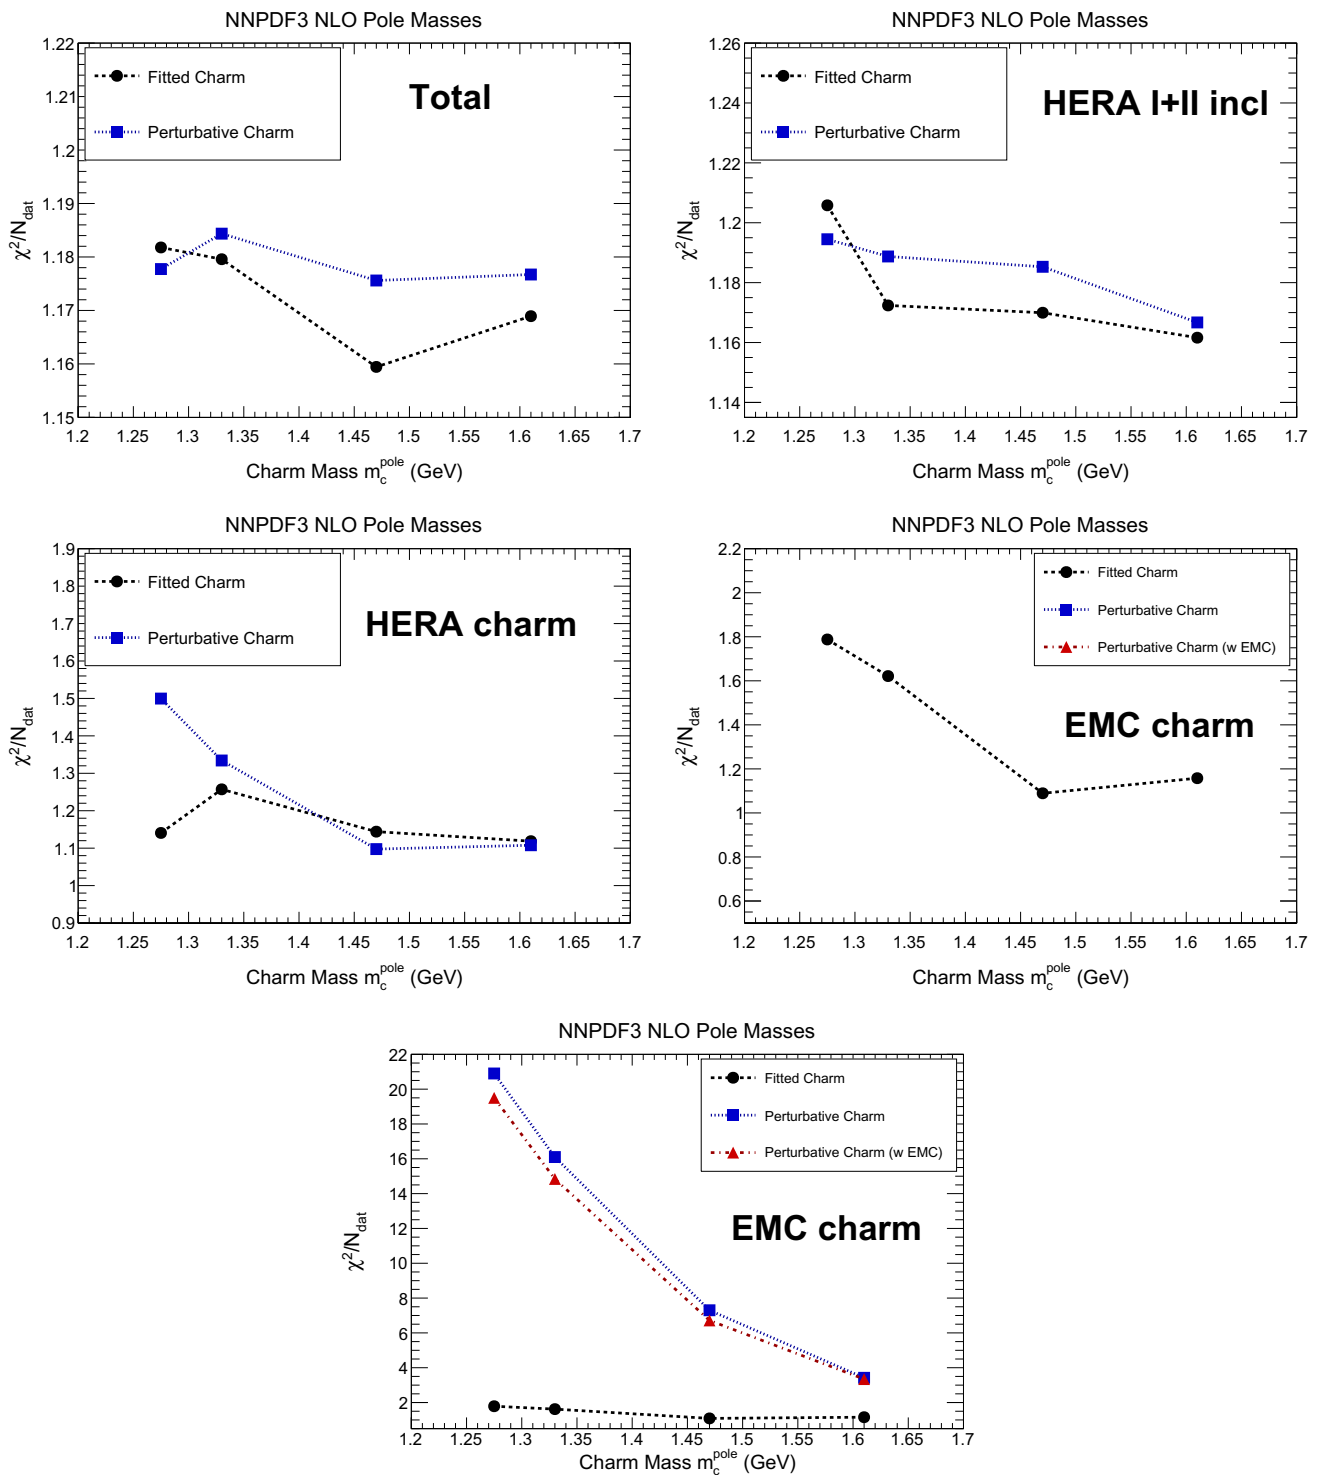 NNPDF3 NLO Pole Masses
Fitted Charm
Perturbative Charm
Total
χ²/N_dat
1.22
1.21
1.2
1.19
1.18
1.17
1.16
1.15
1.2 1.25 1.3 1.35 1.4 1.45 1.5 1.55 1.6 1.65 1.7
Charm Mass m_c^pole (GeV)
NNPDF3 NLO Pole Masses
Fitted Charm
Perturbative Charm
HERA I+II incl
χ²/N_dat
1.26
1.24
1.22
1.2
1.18
1.16
1.14
1.2 1.25 1.3 1.35 1.4 1.45 1.5 1.55 1.6 1.65 1.7
Charm Mass m_c^pole (GeV)
NNPDF3 NLO Pole Masses
Fitted Charm
Perturbative Charm
HERA charm
χ²/N_dat
1.9
1.8
1.7
1.6
1.5
1.4
1.3
1.2
1.1
1
0.9
1.2 1.25 1.3 1.35 1.4 1.45 1.5 1.55 1.6 1.65 1.7
Charm Mass m_c^pole (GeV)
NNPDF3 NLO Pole Masses
Fitted Charm
Perturbative Charm
Perturbative Charm (w EMC)
EMC charm
χ²/N_dat
2.2
2
1.8
1.6
1.4
1.2
1
0.8
0.6
1.2 1.25 1.3 1.35 1.4 1.45 1.5 1.55 1.6 1.65 1.7
Charm Mass m_c^pole (GeV)
NNPDF3 NLO Pole Masses
Fitted Charm
Perturbative Charm
Perturbative Charm (w EMC)
EMC charm
χ²/N_dat
22
20
18
16
14
12
10
8
6
4
2
1.2 1.25 1.3 1.35 1.4 1.45 1.5 1.55 1.6 1.65 1.7
Charm Mass m_c^pole (GeV)